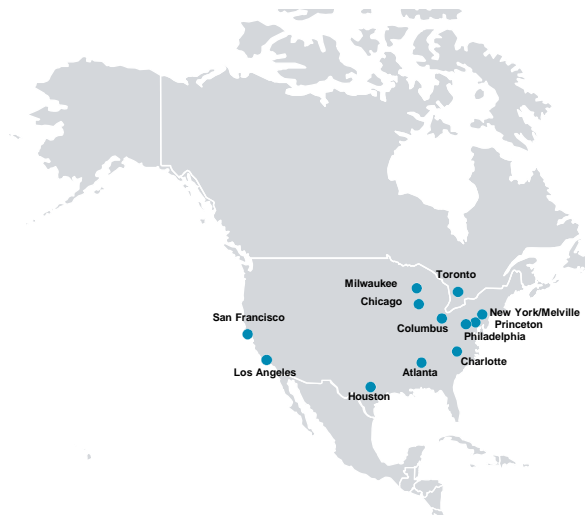 Toronto
Milwaukee
Chicago
New York/Melville
San Francisco
Princeton
Columbus
Philadelphia
Charlotte
Los Angeles
Atlanta
Houston